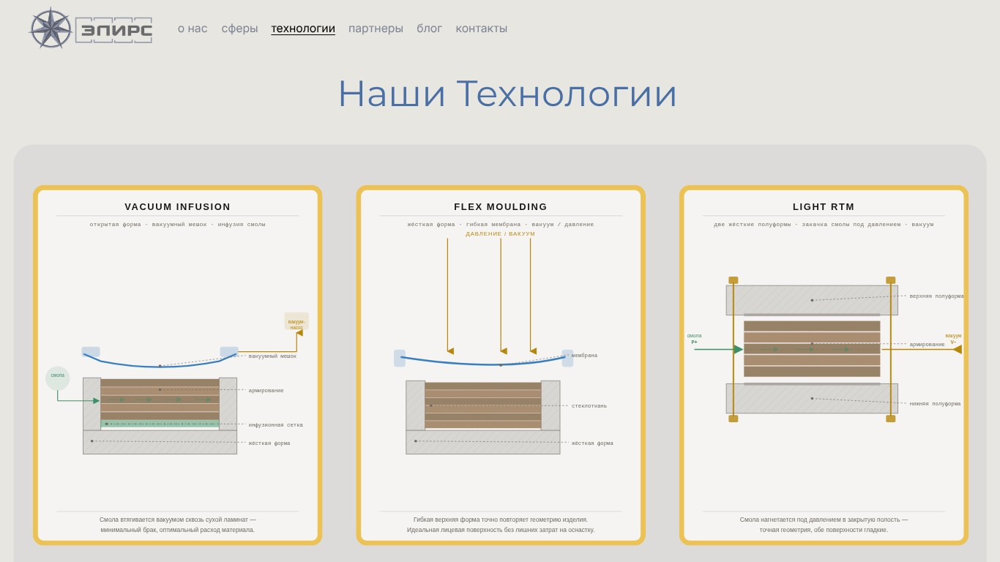 ЭЛИРС
о нас сферы технологии партнеры блог контакты
Наши Технологии
VACUUM INFUSION
открытая форма · вакуумный мешок · инфузия смолы
вакуум-
насос
вакуумный мешок
смола
армирование
инфузионная сетка
жёсткая форма
Смола втягивается вакуумом сквозь сухой ламинат —
минимальный брак, оптимальный расход материала.
FLEX MOULDING
жёсткая форма · гибкая мембрана · вакуум / давление
ДАВЛЕНИЕ / ВАКУУМ
мембрана
стеклоткань
жёсткая форма
Гибкая верхняя форма точно повторяет геометрию изделия.
Идеальная лицевая поверхность без лишних затрат на оснастку.
LIGHT RTM
две жёсткие полуформы · закачка смолы под давлением · вакуум
верхняя полуформа
смола
P+
вакуум
V−
армирование
нижняя полуформа
Смола нагнетается под давлением в закрытую полость —
точная геометрия, обе поверхности гладкие.